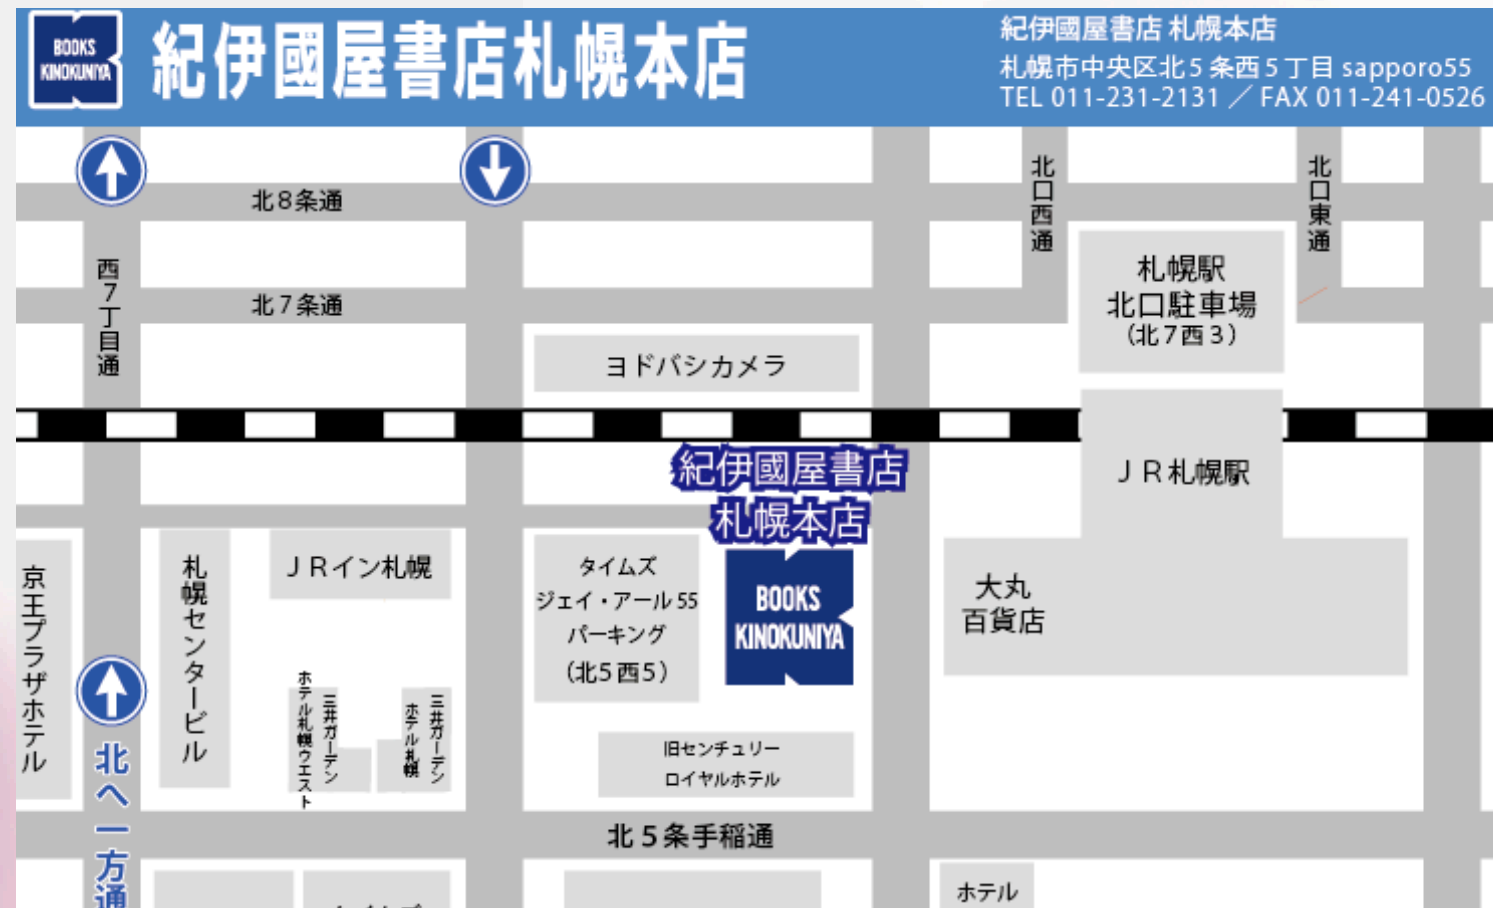 BOOKS
KINOKUNIYA
紀伊國屋書店札幌本店
紀伊國屋書店 札幌本店
札幌市中央区北5条西5丁目 sapporo55
TEL 011-231-2131 ／ FAX 011-241-0526
北8条通
北口西通
北口東通
西7丁目通
北7条通
札幌駅
北口駐車場
（北7西3）
ヨドバシカメラ
紀伊國屋書店
札幌本店
JR札幌駅
京王プラザホテル
札幌センタービル
JRイン札幌
タイムズ
ジェイ・アール55
パーキング
（北5西5）
BOOKS
KINOKUNIYA
大丸
百貨店
三井ガーデン
ホテル札幌ウエスト
三井ガーデン
ホテル札幌
旧センチュリー
ロイヤルホテル
北へ一方通
北5条手稲通
ホテル